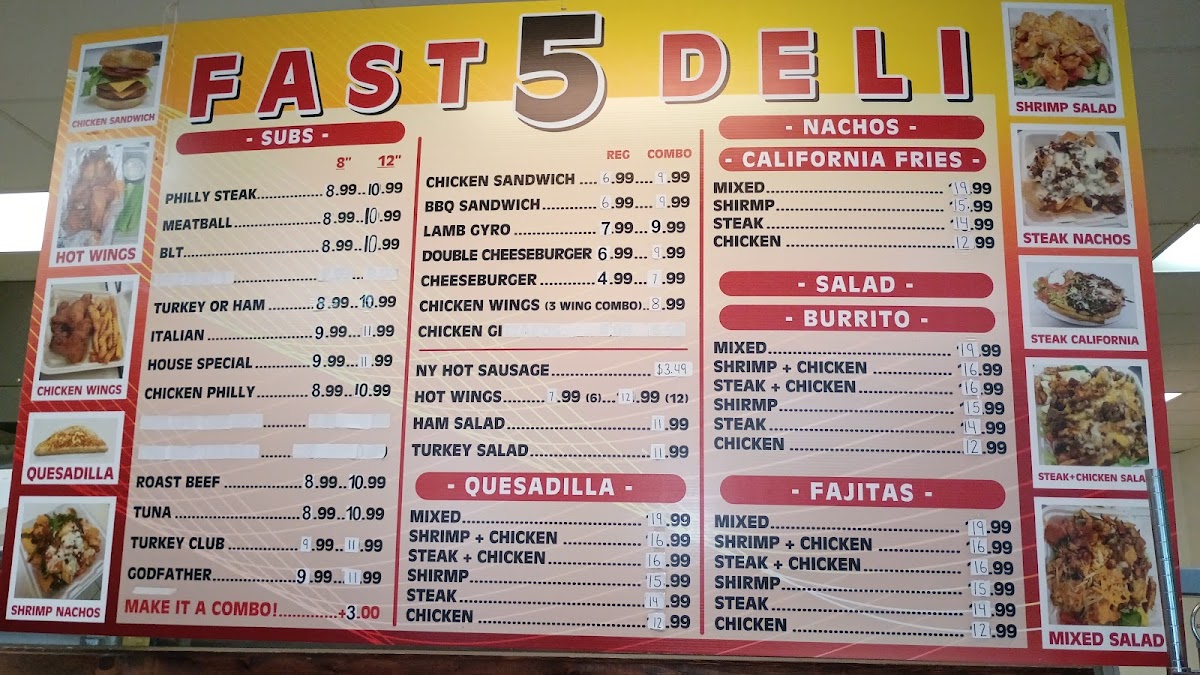 FAST 5 DELI
CHICKEN SANDWICH
HOT WINGS
CHICKEN WINGS
QUESADILLA
SHRIMP NACHOS
- SUBS -
8" 12"
PHILLY STEAK 8.99 10.99
MEATBALL 8.99 10.99
BLT 8.99 10.99
TURKEY OR HAM 8.99 10.99
ITALIAN 9.99 11.99
HOUSE SPECIAL 9.99 11.99
CHICKEN PHILLY 8.99 10.99
ROAST BEEF 8.99 10.99
TUNA 8.99 10.99
TURKEY CLUB 9.99 11.99
GODFATHER 9.99 11.99
MAKE IT A COMBO! +3.00
REG COMBO
CHICKEN SANDWICH 6.99 9.99
BBQ SANDWICH 6.99 9.99
LAMB GYRO 7.99 9.99
DOUBLE CHEESEBURGER 6.99 9.99
CHEESEBURGER 4.99 7.99
CHICKEN WINGS (3 WING COMBO) 8.99
CHICKEN GI
NY HOT SAUSAGE $3.49
HOT WINGS 7.99 (6) 12.99 (12)
HAM SALAD 11.99
TURKEY SALAD 11.99
- QUESADILLA -
MIXED 19.99
SHRIMP + CHICKEN 16.99
STEAK + CHICKEN 16.99
SHIRMP 15.99
STEAK 14.99
CHICKEN 12.99
- NACHOS -
- CALIFORNIA FRIES -
MIXED 19.99
SHIRMP 15.99
STEAK 14.99
CHICKEN 12.99
- SALAD -
- BURRITO -
MIXED 19.99
SHRIMP + CHICKEN 16.99
STEAK + CHICKEN 16.99
SHIRMP 15.99
STEAK 14.99
CHICKEN 12.99
- FAJITAS -
MIXED 19.99
SHRIMP + CHICKEN 16.99
STEAK + CHICKEN 16.99
SHIRMP 15.99
STEAK 14.99
CHICKEN 12.99
SHRIMP SALAD
STEAK NACHOS
STEAK CALIFORNIA
STEAK+CHICKEN SALA
MIXED SALAD